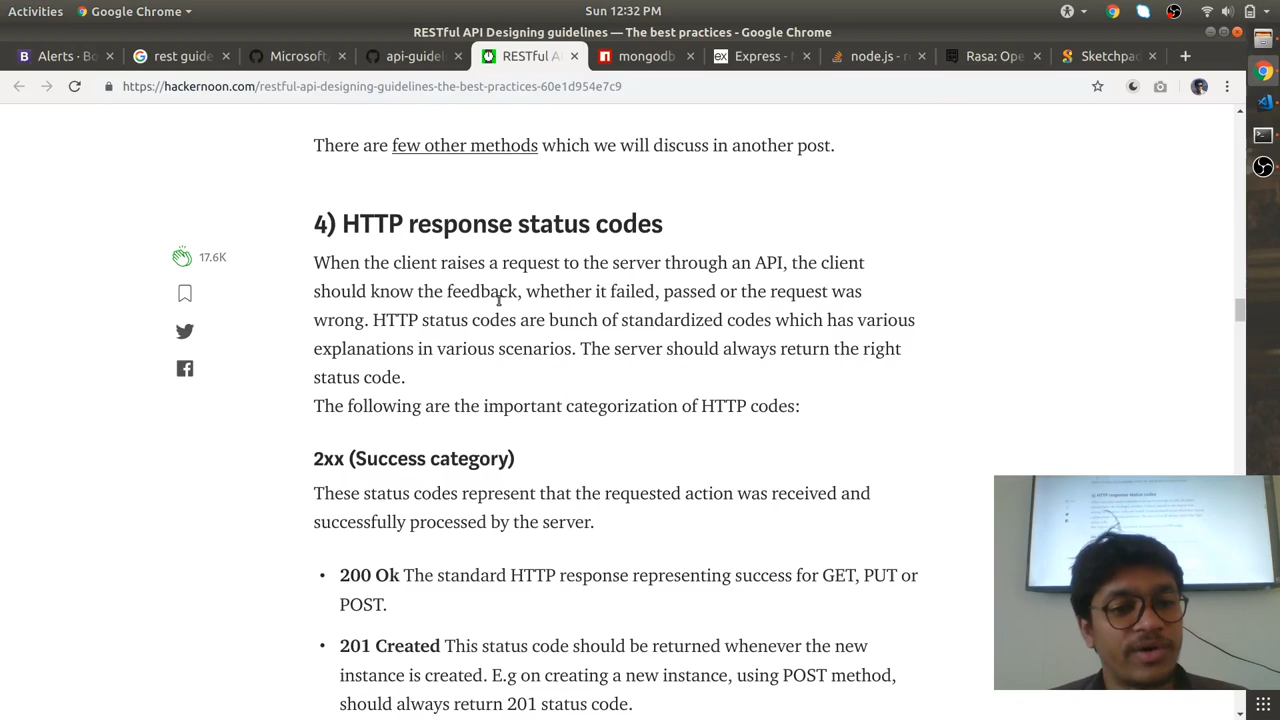 Activities
Google Chrome
Sun 12:32 PM
RESTful API Designing guidelines — The best practices - Google Chrome
Alerts · Bo
rest guide
Microsoft/
api-guidel
RESTful A
mongodb
Express -
node.js - r
Rasa: Ope
Sketchpad
https://hackernoon.com/restful-api-designing-guidelines-the-best-practices-60e1d954e7c9
There are few other methods which we will discuss in another post.
4) HTTP response status codes
17.6K
When the client raises a request to the server through an API, the client
should know the feedback, whether it failed, passed or the request was
wrong. HTTP status codes are bunch of standardized codes which has various
explanations in various scenarios. The server should always return the right
status code.
The following are the important categorization of HTTP codes:
2xx (Success category)
These status codes represent that the requested action was received and
successfully processed by the server.
• 200 Ok The standard HTTP response representing success for GET, PUT or
POST.
• 201 Created This status code should be returned whenever the new
instance is created. E.g on creating a new instance, using POST method,
should always return 201 status code.
4) HTTP response status codes